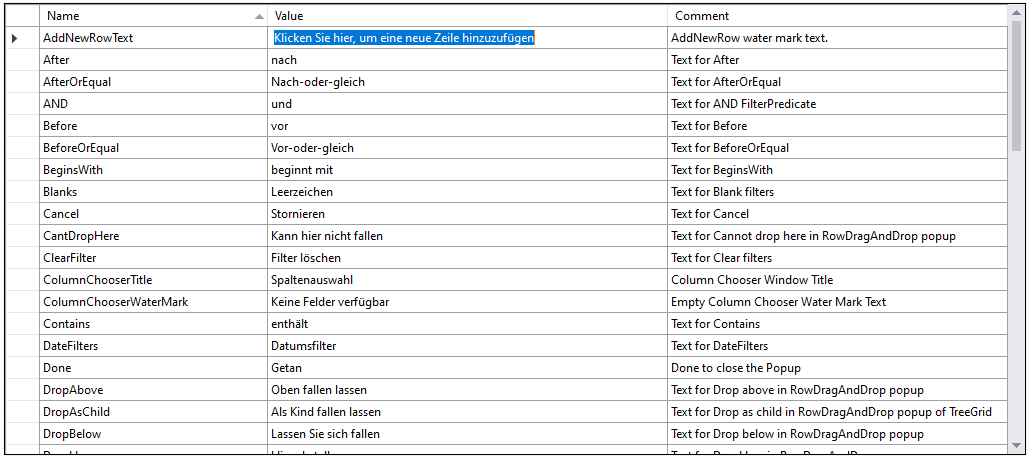 Name Value Comment
AddNewRowText Klicken Sie hier, um eine neue Zeile hinzuzufügen AddNewRow water mark text.
After nach Text for After
AfterOrEqual Nach-oder-gleich Text for AfterOrEqual
AND und Text for AND FilterPredicate
Before vor Text for Before
BeforeOrEqual Vor-oder-gleich Text for BeforeOrEqual
BeginsWith beginnt mit Text for BeginsWith
Blanks Leerzeichen Text for Blank filters
Cancel Stornieren Text for Cancel
CantDropHere Kann hier nicht fallen Text for Cannot drop here in RowDragAndDrop popup
ClearFilter Filter löschen Text for Clear filters
ColumnChooserTitle Spaltenauswahl Column Chooser Window Title
ColumnChooserWaterMark Keine Felder verfügbar Empty Column Chooser Water Mark Text
Contains enthält Text for Contains
DateFilters Datumsfilter Text for DateFilters
Done Getan Done to close the Popup
DropAbove Oben fallen lassen Text for Drop above in RowDragAndDrop popup
DropAsChild Als Kind fallen lassen Text for Drop as child in RowDragAndDrop popup of TreeGrid
DropBelow Lassen Sie sich fallen Text for Drop below in RowDragAndDrop popup